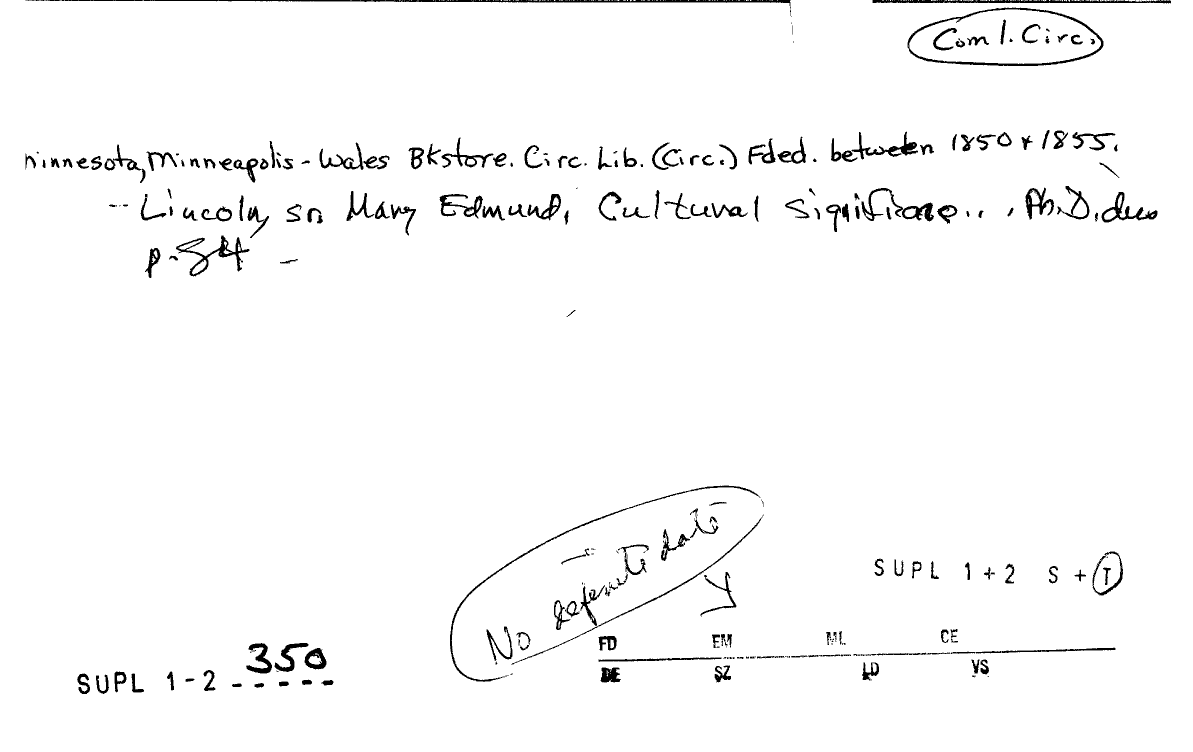 Coml. Circ.
Minnesota, Minneapolis - Wales Bkstore. Circ. Lib. (Circ.) Fded. between 1850 + 1855.
-- Lincoln, Sr. Mary Edmund, Cultural Significance..., Ph.D. diss
p. 84 -
No definite date
SUPL 1+2 S + T
FD EM ML CE
SUPL 1-2 350
DE SZ LD VS